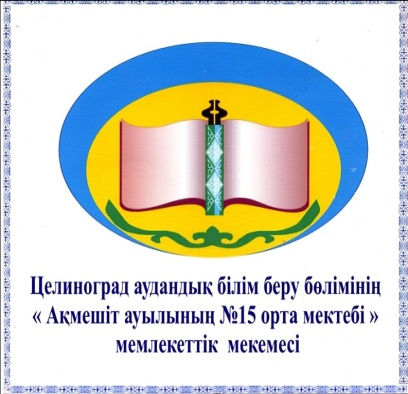 Целиноград аудандық білім беру бөлімінің
« Ақмешіт ауылының №15 орта мектебі »
мемлекеттік мекемесі